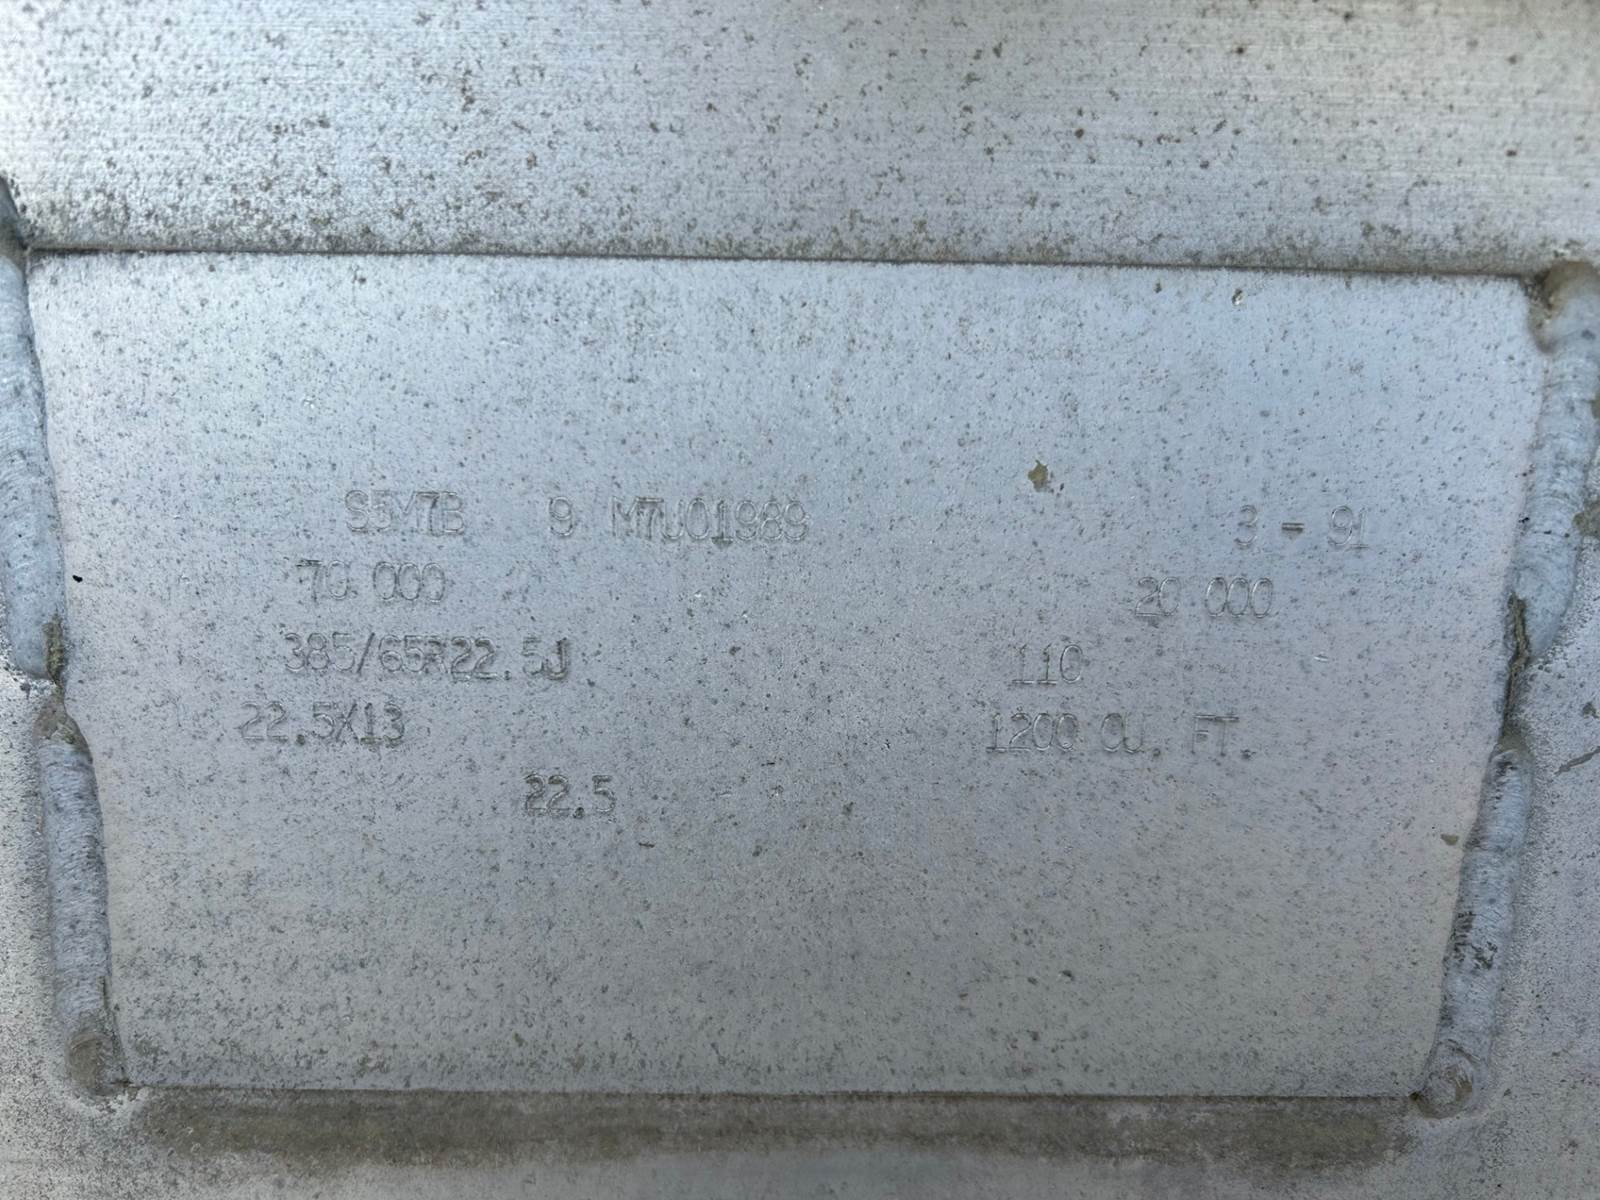 S5M7B 9 M7U01989 3 - 91
70 000 20 000
385/65R22.5J 110
22.5X13 1200 CU. FT.
22.5